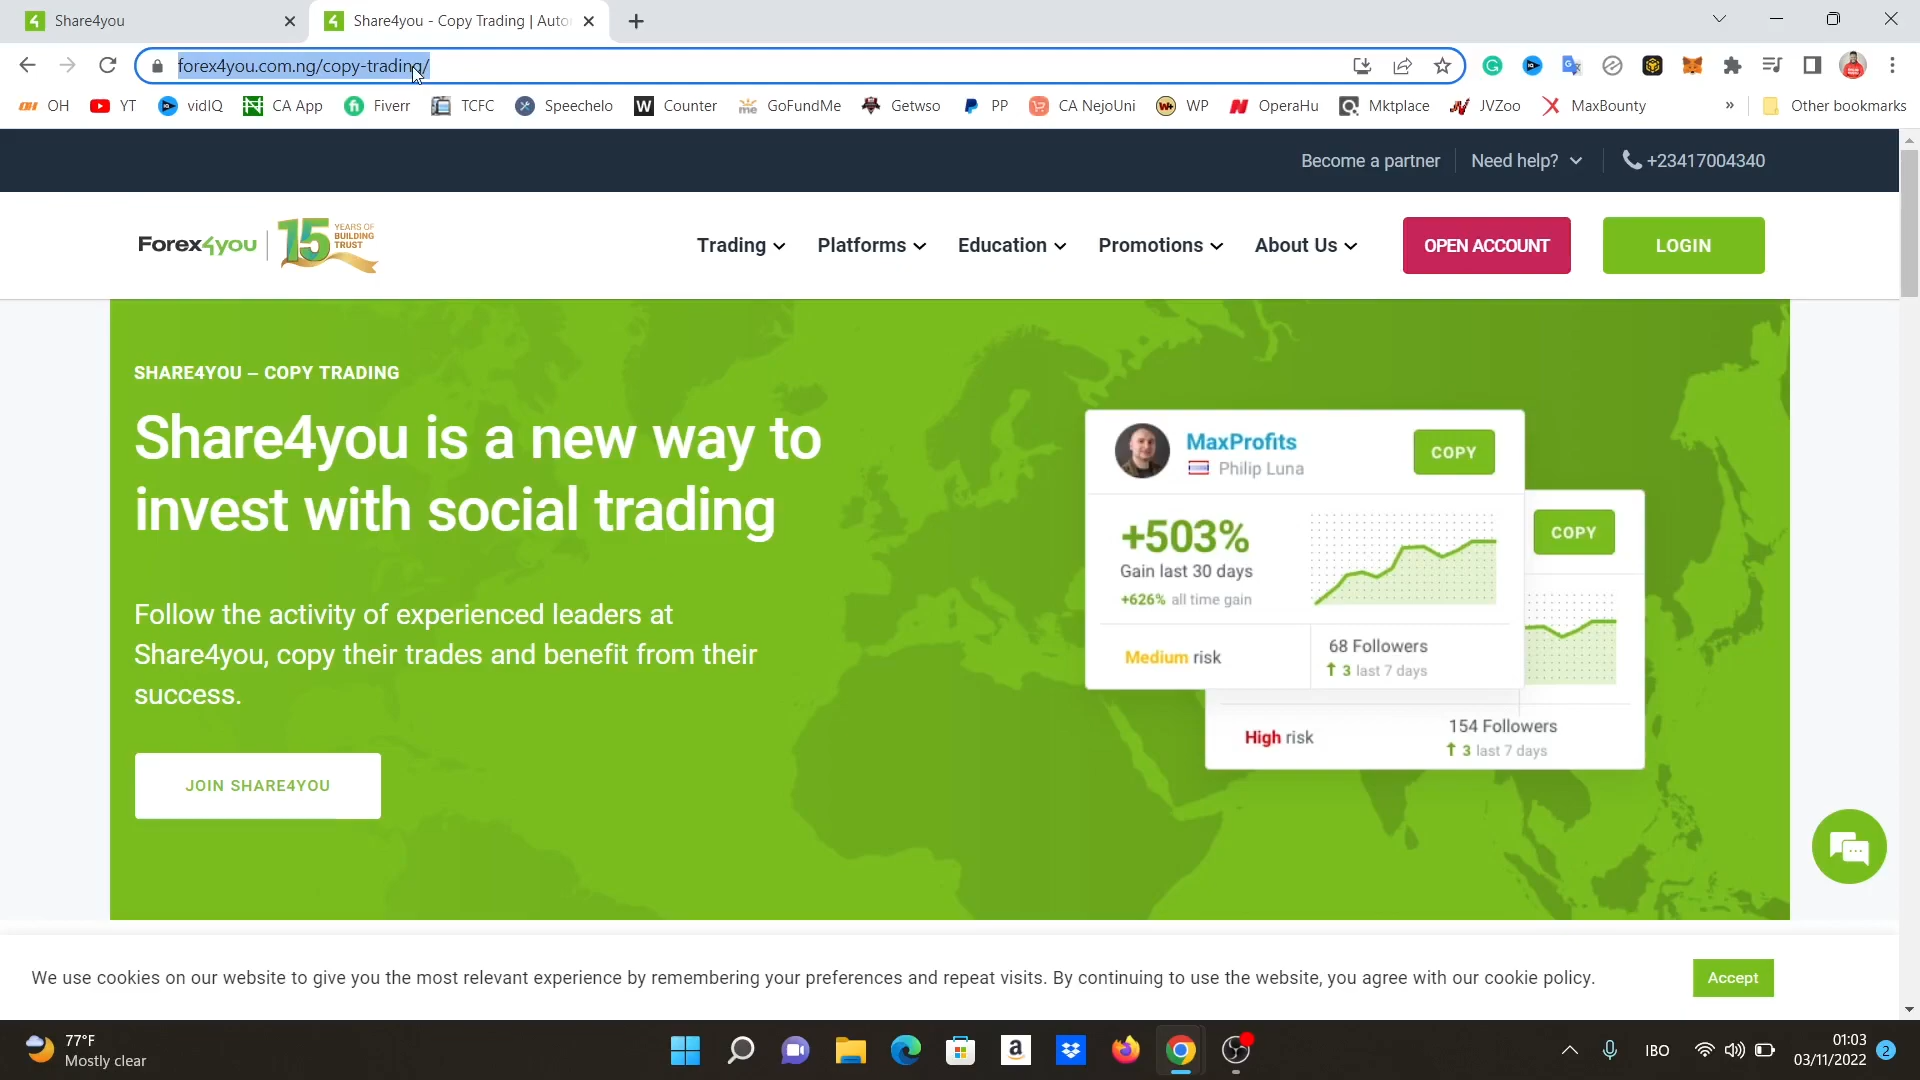 Share4you
Share4you - Copy Trading | Auto
forex4you.com.ng/copy-trading/
OH
YT
vidIQ
CA App
Fiverr
TCFC
Speechelo
Counter
GoFundMe
Getwso
PP
CA NejoUni
WP
OperaHu
Mktplace
JVZoo
MaxBounty
»
Other bookmarks
Become a partner
Need help?
+23417004340
Forex4you
15 YEARS OF
BUILDING
TRUST
Trading
Platforms
Education
Promotions
About Us
OPEN ACCOUNT
LOGIN
SHARE4YOU – COPY TRADING
Share4you is a new way to
invest with social trading
Follow the activity of experienced leaders at
Share4you, copy their trades and benefit from their
success.
JOIN SHARE4YOU
MaxProfits
Philip Luna
COPY
+503%
Gain last 30 days
+626% all time gain
Medium risk
68 Followers
3 last 7 days
COPY
High risk
154 Followers
3 last 7 days
We use cookies on our website to give you the most relevant experience by remembering your preferences and repeat visits. By continuing to use the website, you agree with our cookie policy.
Accept
77°F
Mostly clear
IBO
01:03
03/11/2022
2